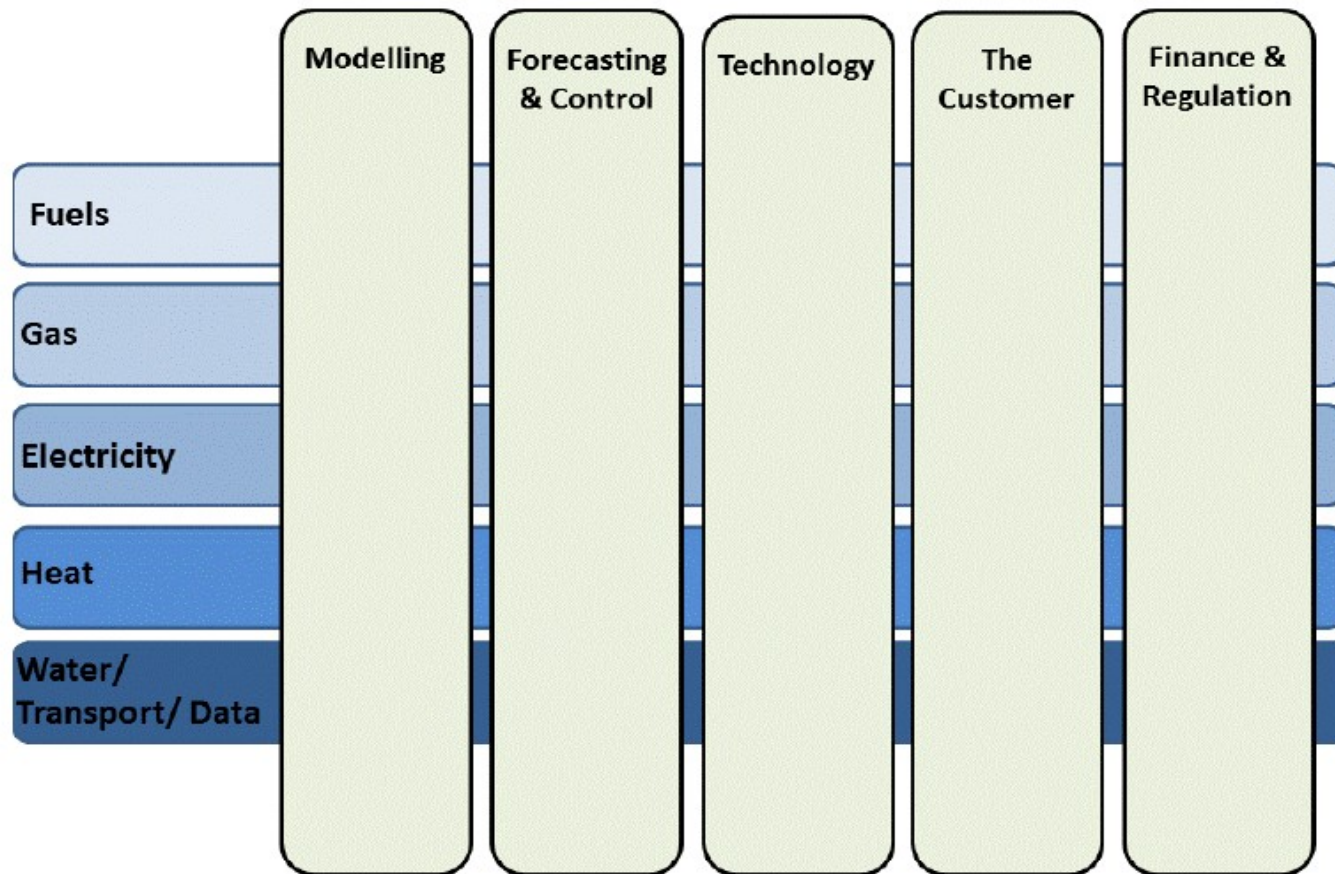 Modelling
Forecasting
& Control
Technology
The
Customer
Finance &
Regulation
Fuels
Gas
Electricity
Heat
Water/
Transport/ Data